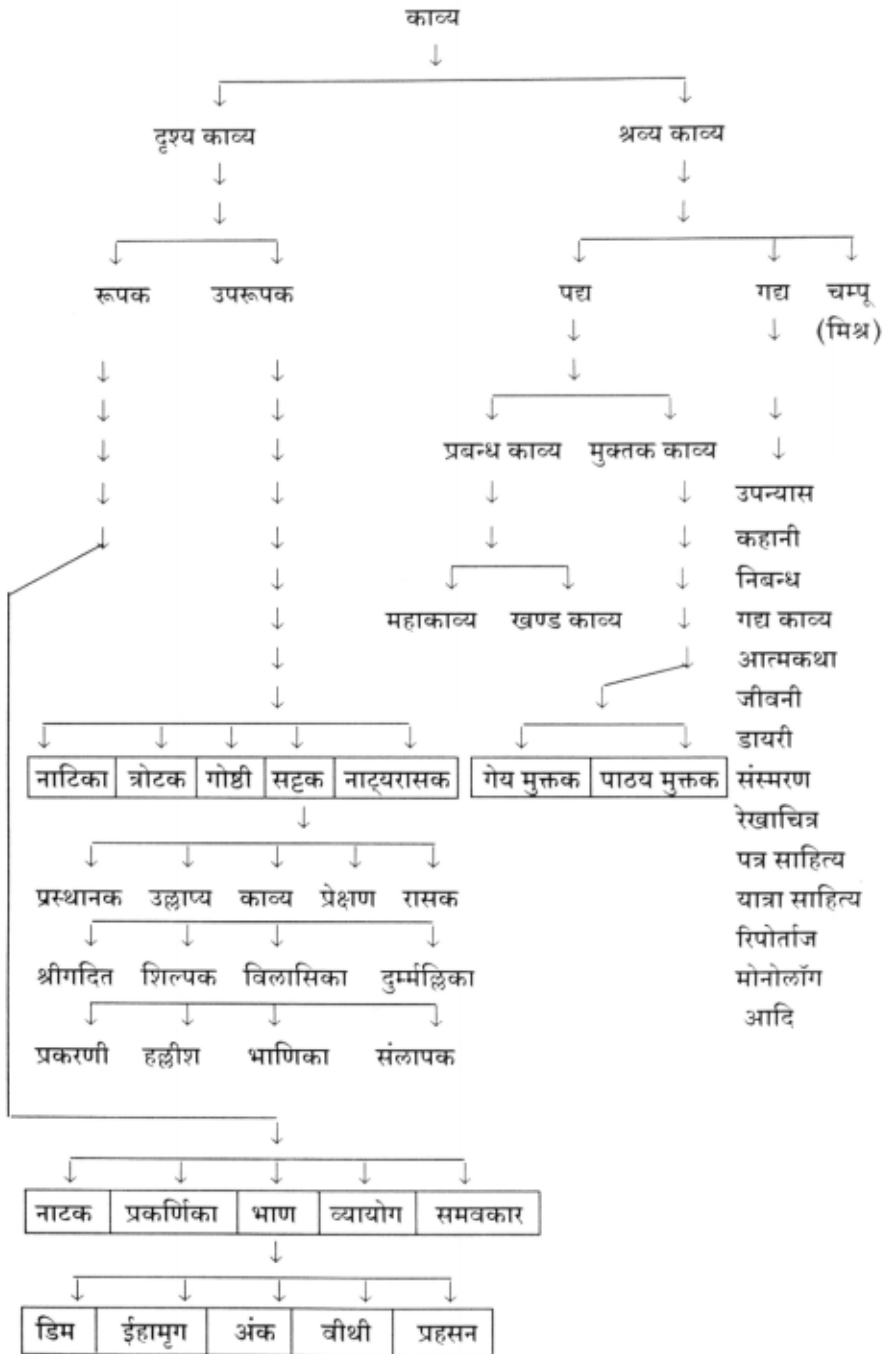 काव्य
दृश्य काव्य श्रव्य काव्य
रूपक उपरूपक पद्य गद्य चम्पू
(मिश्र)
प्रबन्ध काव्य मुक्तक काव्य
उपन्यास
कहानी
निबन्ध
महाकाव्य खण्ड काव्य गद्य काव्य
आत्मकथा
जीवनी
डायरी
नाटिका त्रोटक गोष्ठी सट्टक नाट्यरासक गेय मुक्तक पाठय मुक्तक संस्मरण
रेखाचित्र
पत्र साहित्य
प्रस्थानक उल्लाप्य काव्य प्रेक्षण रासक यात्रा साहित्य
रिपोर्ताज
श्रीगदित शिल्पक विलासिका दुर्म्मल्लिका मोनोलॉग
आदि
प्रकरणी हल्लीश भाणिका संलापक
नाटक प्रकर्णिका भाण व्यायोग समवकार
डिम ईहामृग अंक वीथी प्रहसन